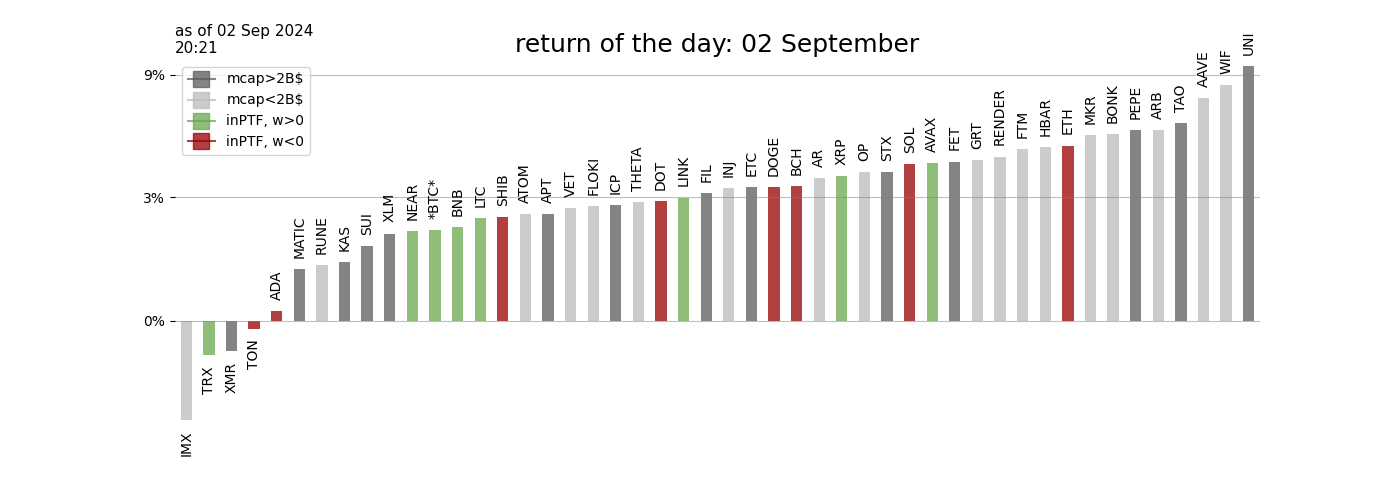 as of 02 Sep 2024
20:21
return of the day: 02 September
9%
3%
0%
mcap>2B$
mcap<2B$
inPTF, w>0
inPTF, w<0
IMX
TRX
XMR
TON
ADA
MATIC
RUNE
KAS
SUI
XLM
NEAR
*BTC*
BNB
LTC
SHIB
ATOM
APT
VET
FLOKI
ICP
THETA
DOT
LINK
FIL
INJ
ETC
DOGE
BCH
AR
XRP
OP
STX
SOL
AVAX
FET
GRT
RENDER
FTM
HBAR
ETH
MKR
BONK
PEPE
ARB
TAO
AAVE
WIF
UNI